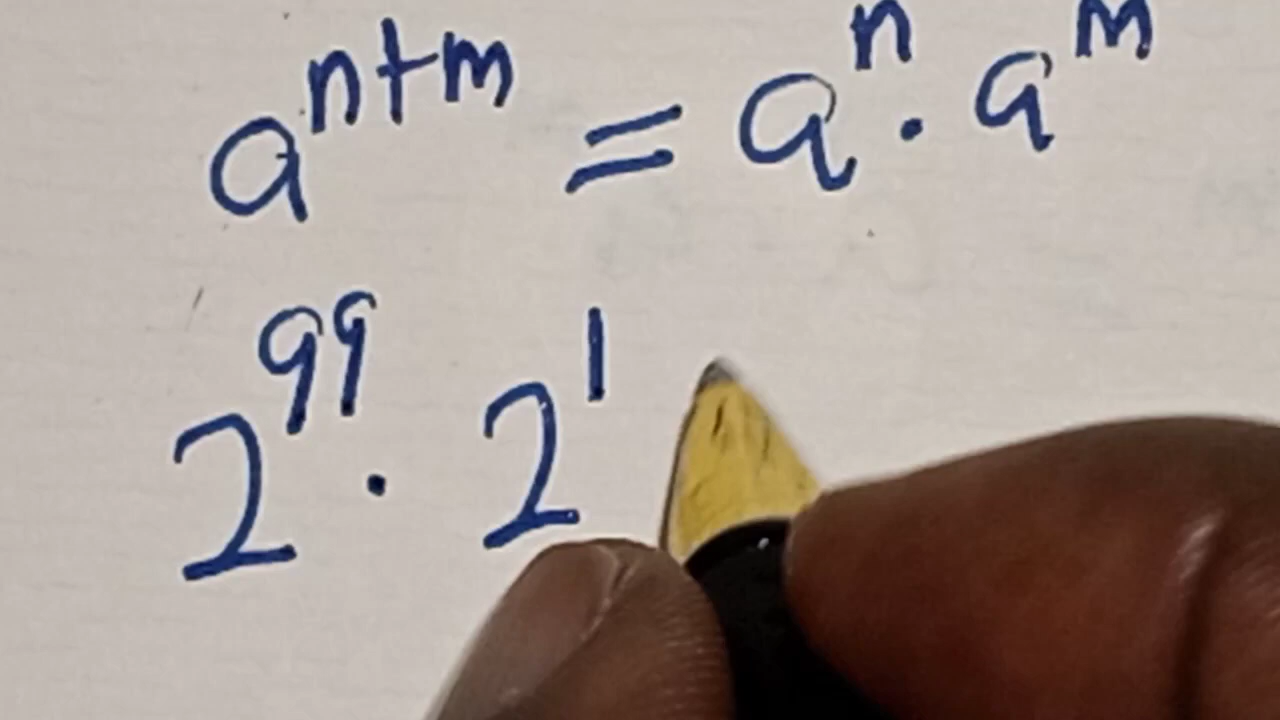 a^{n+m} = a^n · a^m
2^{99} · 2^1